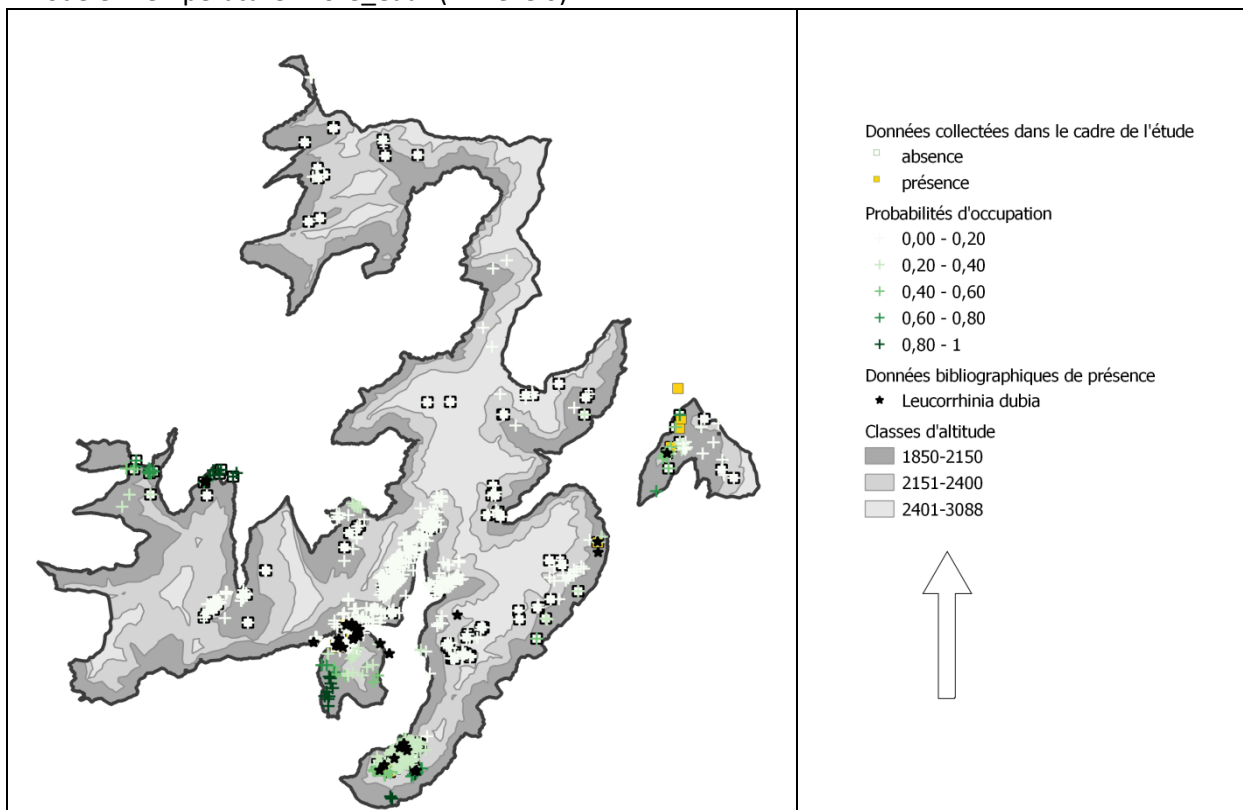 Données collectées dans le cadre de l'étude
absence
présence
Probabilités d'occupation
0,00 - 0,20
0,20 - 0,40
0,40 - 0,60
0,60 - 0,80
0,80 - 1
Données bibliographiques de présence
Leucorrhinia dubia
Classes d'altitude
1850-2150
2151-2400
2401-3088